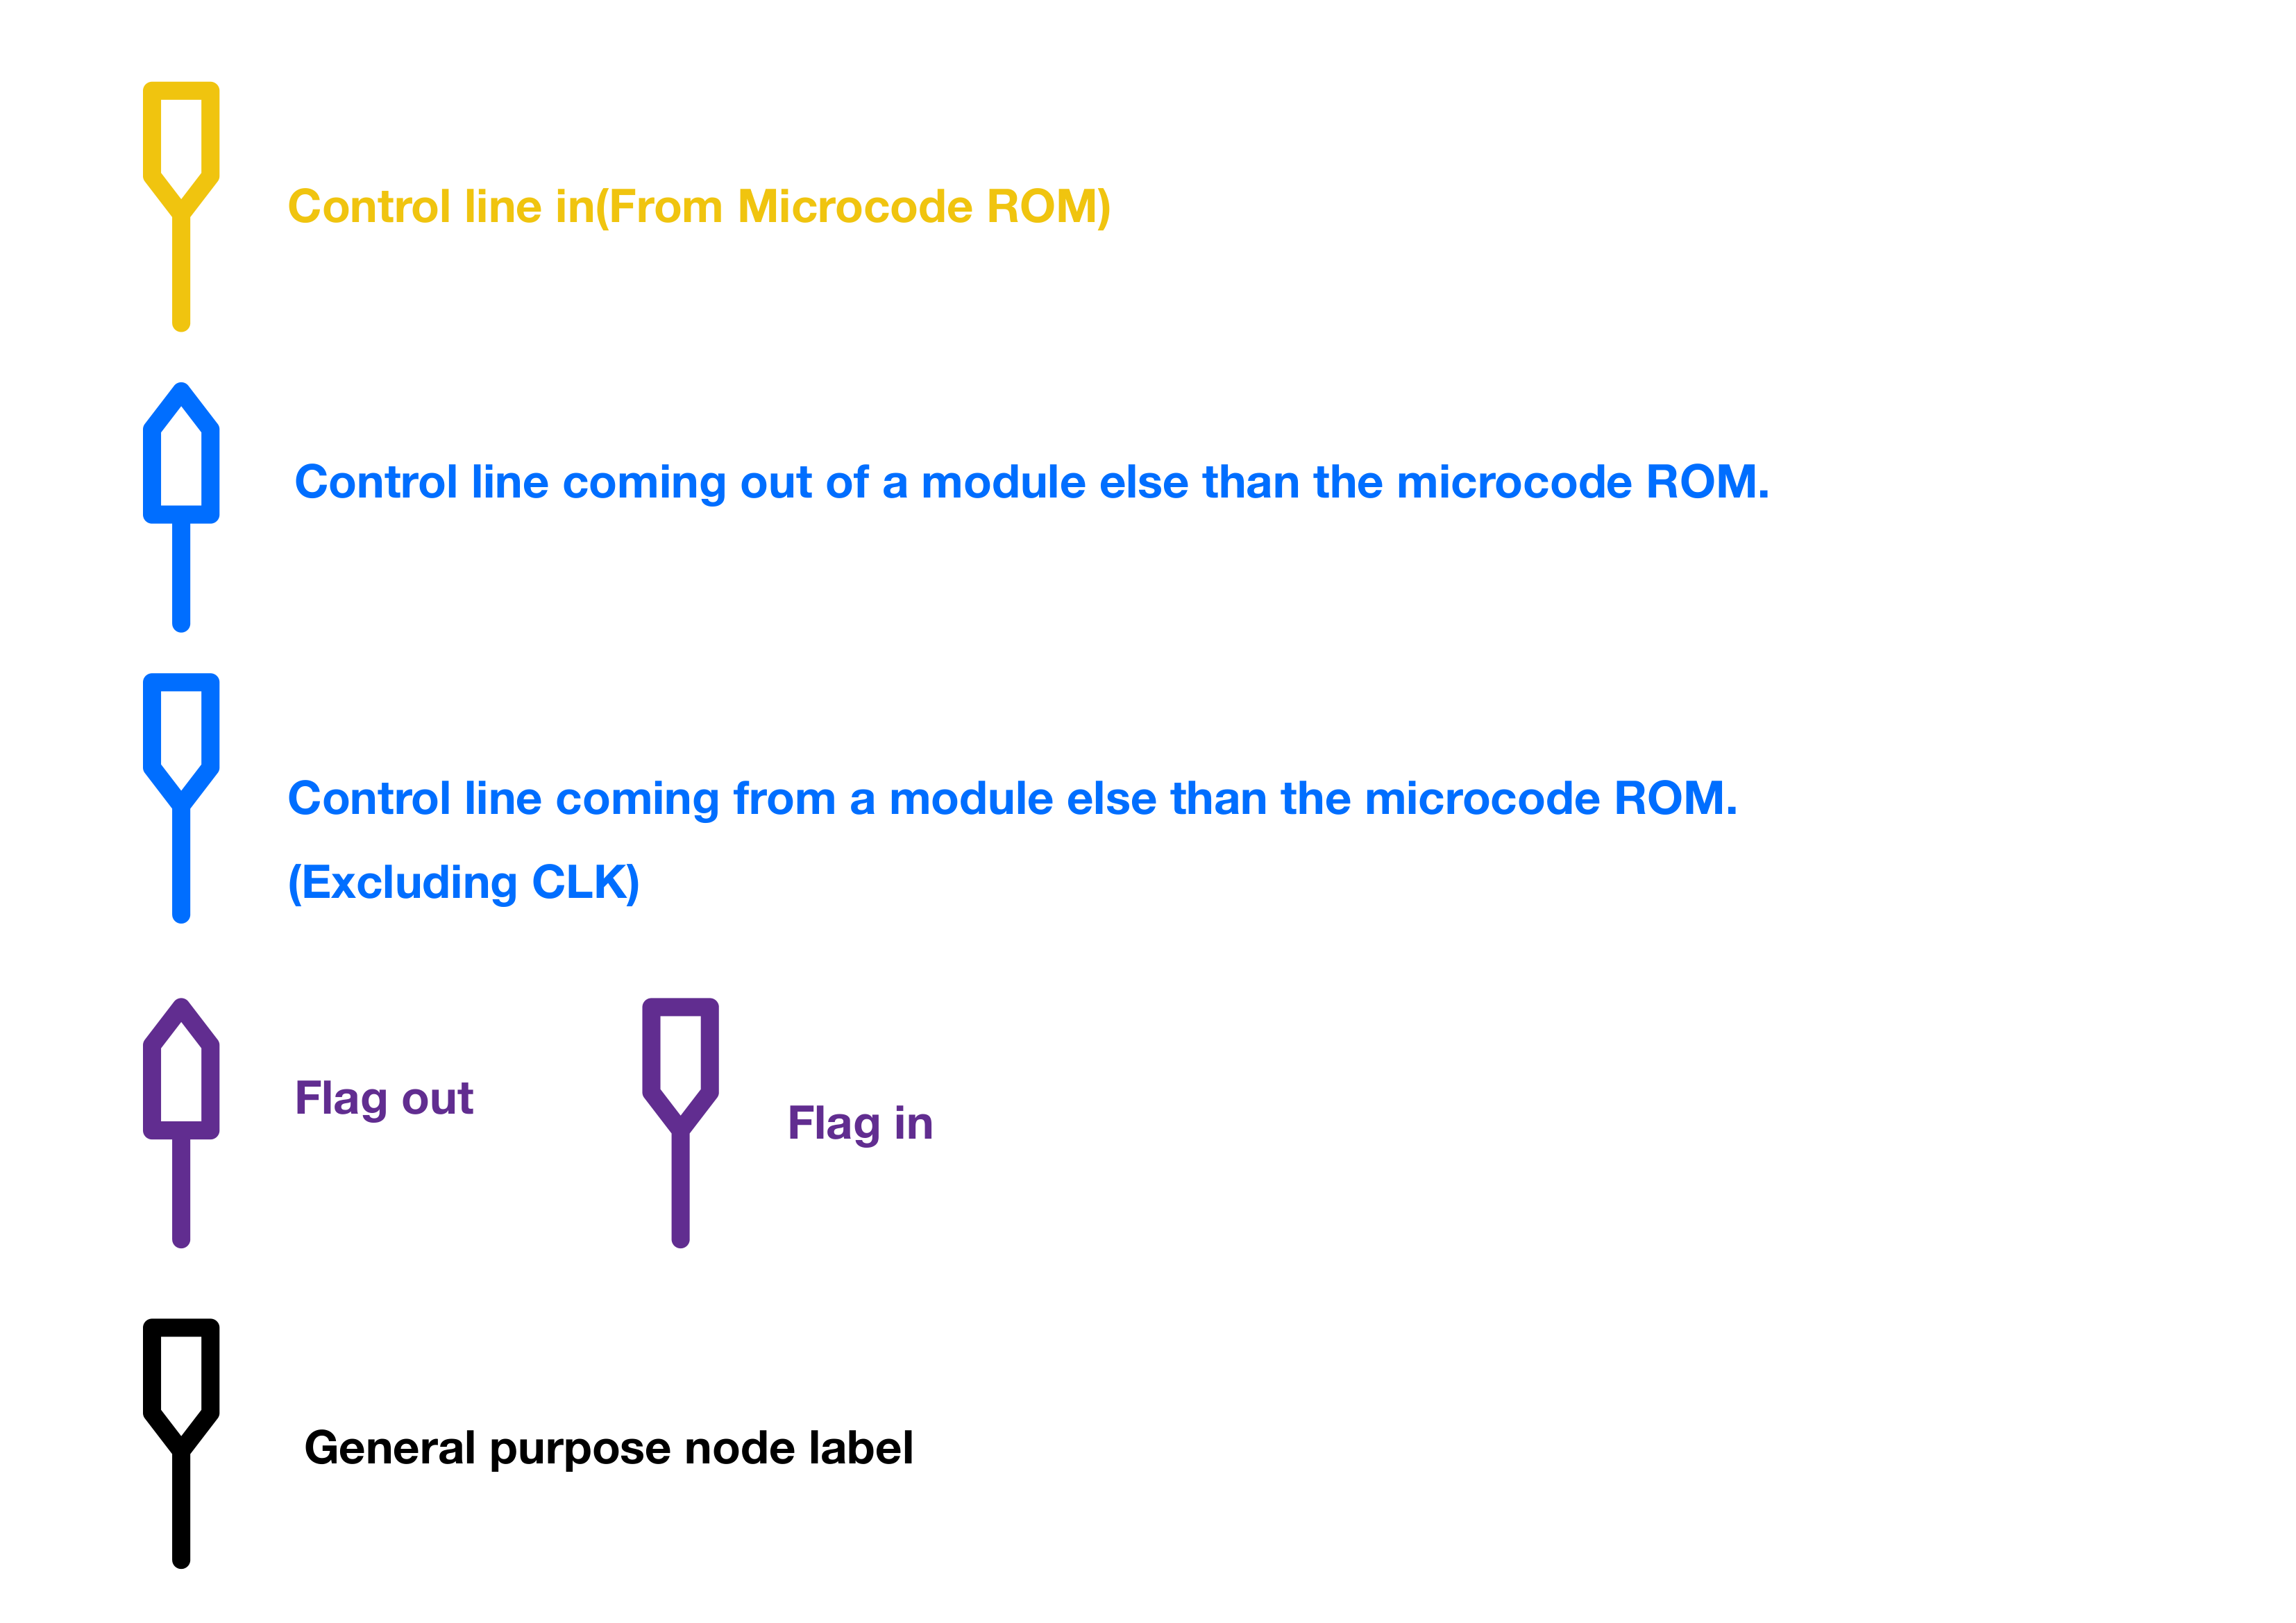 Control line in(From Microcode ROM)
Control line coming out of a module else than the microcode ROM.
Control line coming from a module else than the microcode ROM.
(Excluding CLK)
Flag out
Flag in
General purpose node label